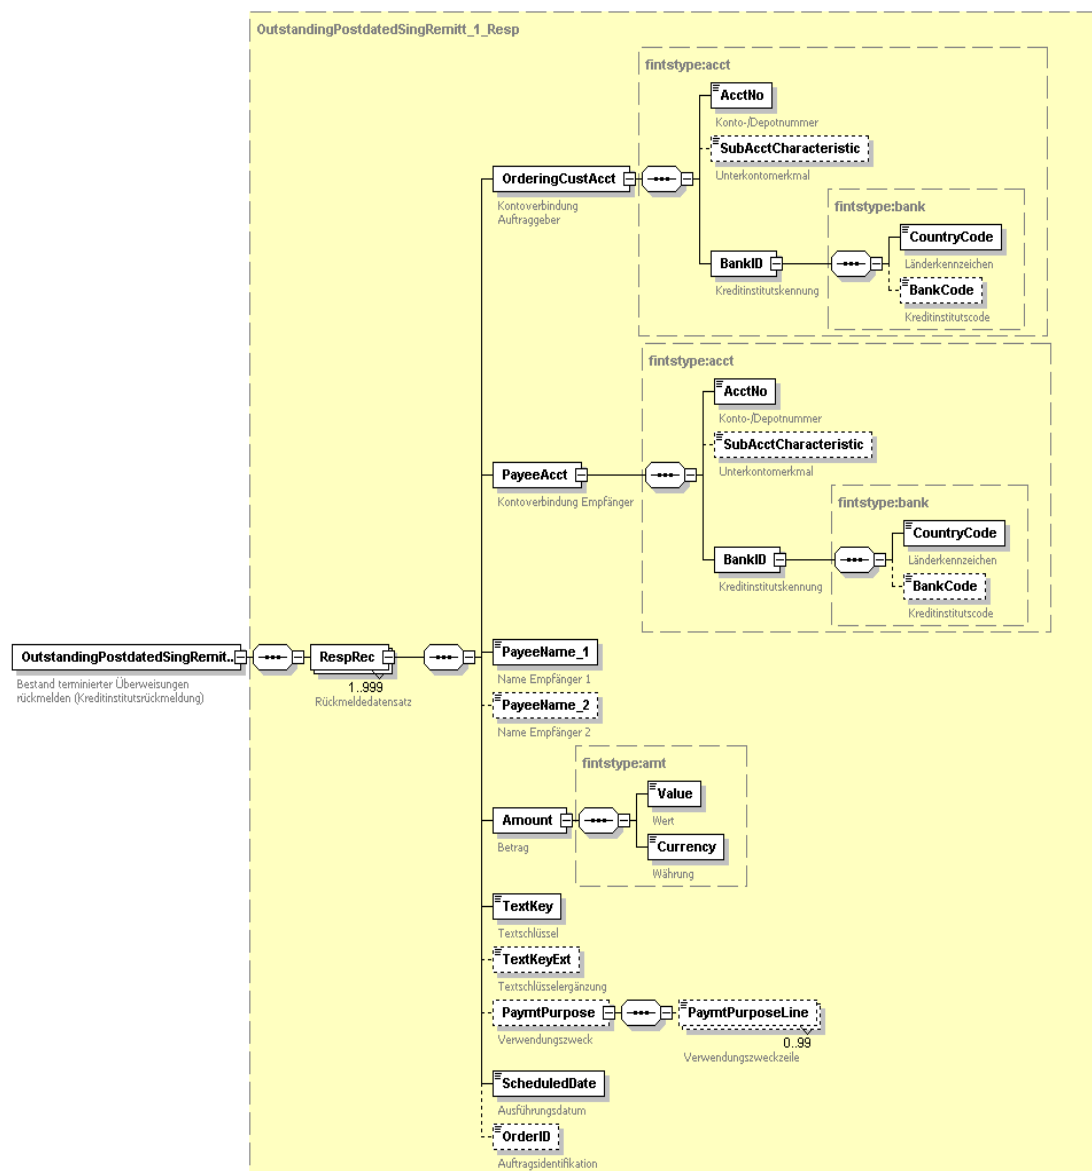 OutstandingPostdatedSingRemitt_1_Resp
fintstype:acct
AcctNo
Konto-/Depotnummer
SubAcctCharacteristic
Unterkontomerkmal
OrderingCustAcct
Kontoverbindung
Auftraggeber
fintstype:bank
CountryCode
Länderkennzeichen
BankID
Kreditinstitutskennung
BankCode
Kreditinstitutscode
fintstype:acct
AcctNo
Konto-/Depotnummer
SubAcctCharacteristic
Unterkontomerkmal
PayeeAcct
Kontoverbindung Empfänger
fintstype:bank
CountryCode
Länderkennzeichen
BankID
Kreditinstitutskennung
BankCode
Kreditinstitutscode
OutstandingPostdatedSingRemit..
Bestand terminierter Überweisungen
rückmelden (Kreditinstitutsrückmeldung)
RespRec
1..999
Rückmeldedatensatz
PayeeName_1
Name Empfänger 1
PayeeName_2
Name Empfänger 2
fintstype:amt
Value
Wert
Amount
Betrag
Currency
Währung
TextKey
Textschlüssel
TextKeyExt
Textschlüsselergänzung
PaymtPurpose
Verwendungszweck
PaymtPurposeLine
0..99
Verwendungszweckzeile
ScheduledDate
Ausführungsdatum
OrderID
Auftragsidentifikation